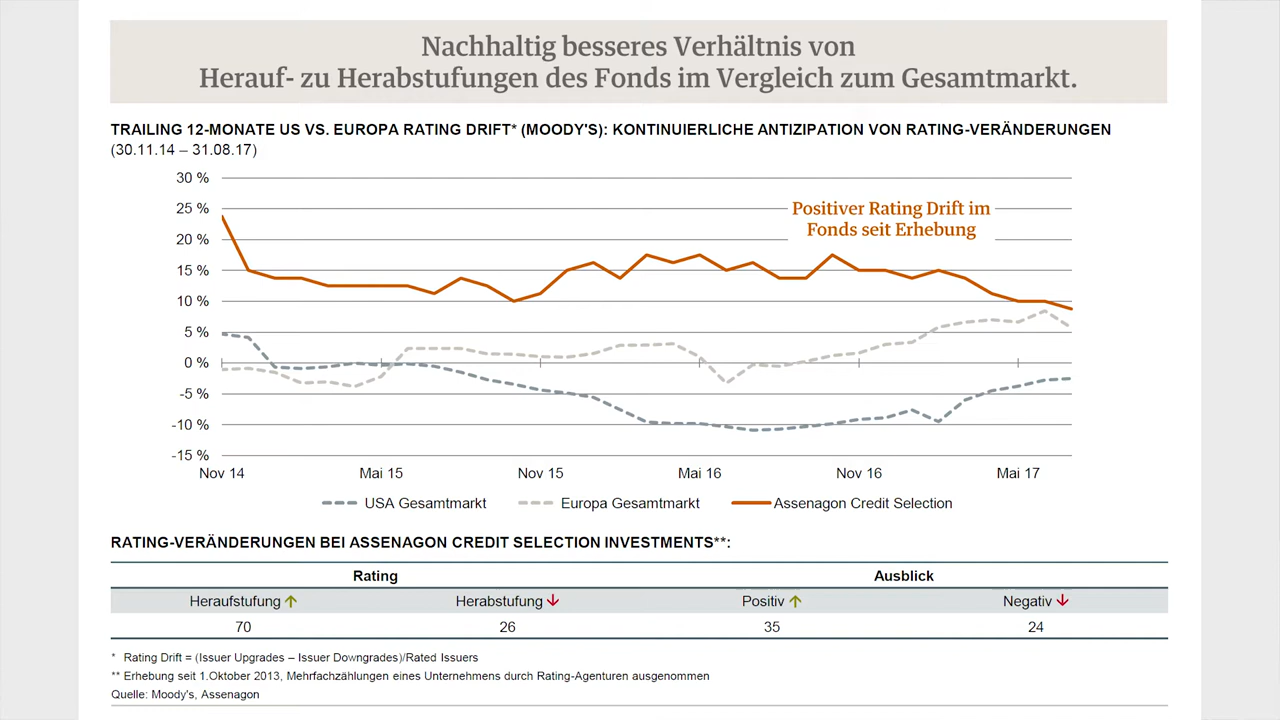 Nachhaltig besseres Verhältnis von
Herauf- zu Herabstufungen des Fonds im Vergleich zum Gesamtmarkt.
TRAILING 12-MONATE US VS. EUROPA RATING DRIFT* (MOODY'S): KONTINUIERLICHE ANTIZIPATION VON RATING-VERÄNDERUNGEN
(30.11.14 – 31.08.17)
30 %
25 %
20 %
15 %
10 %
5 %
0 %
-5 %
-10 %
-15 %
Positiver Rating Drift im
Fonds seit Erhebung
Nov 14 Mai 15 Nov 15 Mai 16 Nov 16 Mai 17
USA Gesamtmarkt Europa Gesamtmarkt Assenagon Credit Selection
RATING-VERÄNDERUNGEN BEI ASSENAGON CREDIT SELECTION INVESTMENTS**:
Rating Ausblick
Heraufstufung ↑ Herabstufung ↓ Positiv ↑ Negativ ↓
70 26 35 24
* Rating Drift = (Issuer Upgrades – Issuer Downgrades)/Rated Issuers
** Erhebung seit 1.Oktober 2013, Mehrfachzählungen eines Unternehmens durch Rating-Agenturen ausgenommen
Quelle: Moody's, Assenagon